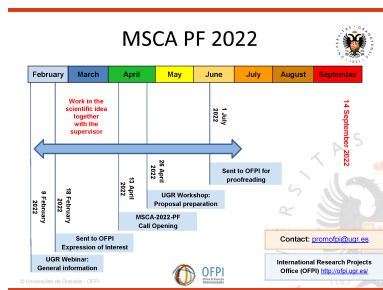 MSCA PF 2022
February March April May June July August September
Work in the
scientific idea
together
with the
supervisor
1 July
2022
14 September 2022
9 February
2022
18 February
2022
13 April
2022
26 April
2022
Sent to OFPI for
proofreading
UGR Workshop:
Proposal preparation
MSCA-2022-PF
Call Opening
Sent to OFPI
Expression of Interest
UGR Webinar:
General information
Contact: promofpi@ugr.es
International Research Projects
Office (OFPI) http://ofpi.ugr.es/
OFPI
© Universidad de Granada - OFPI